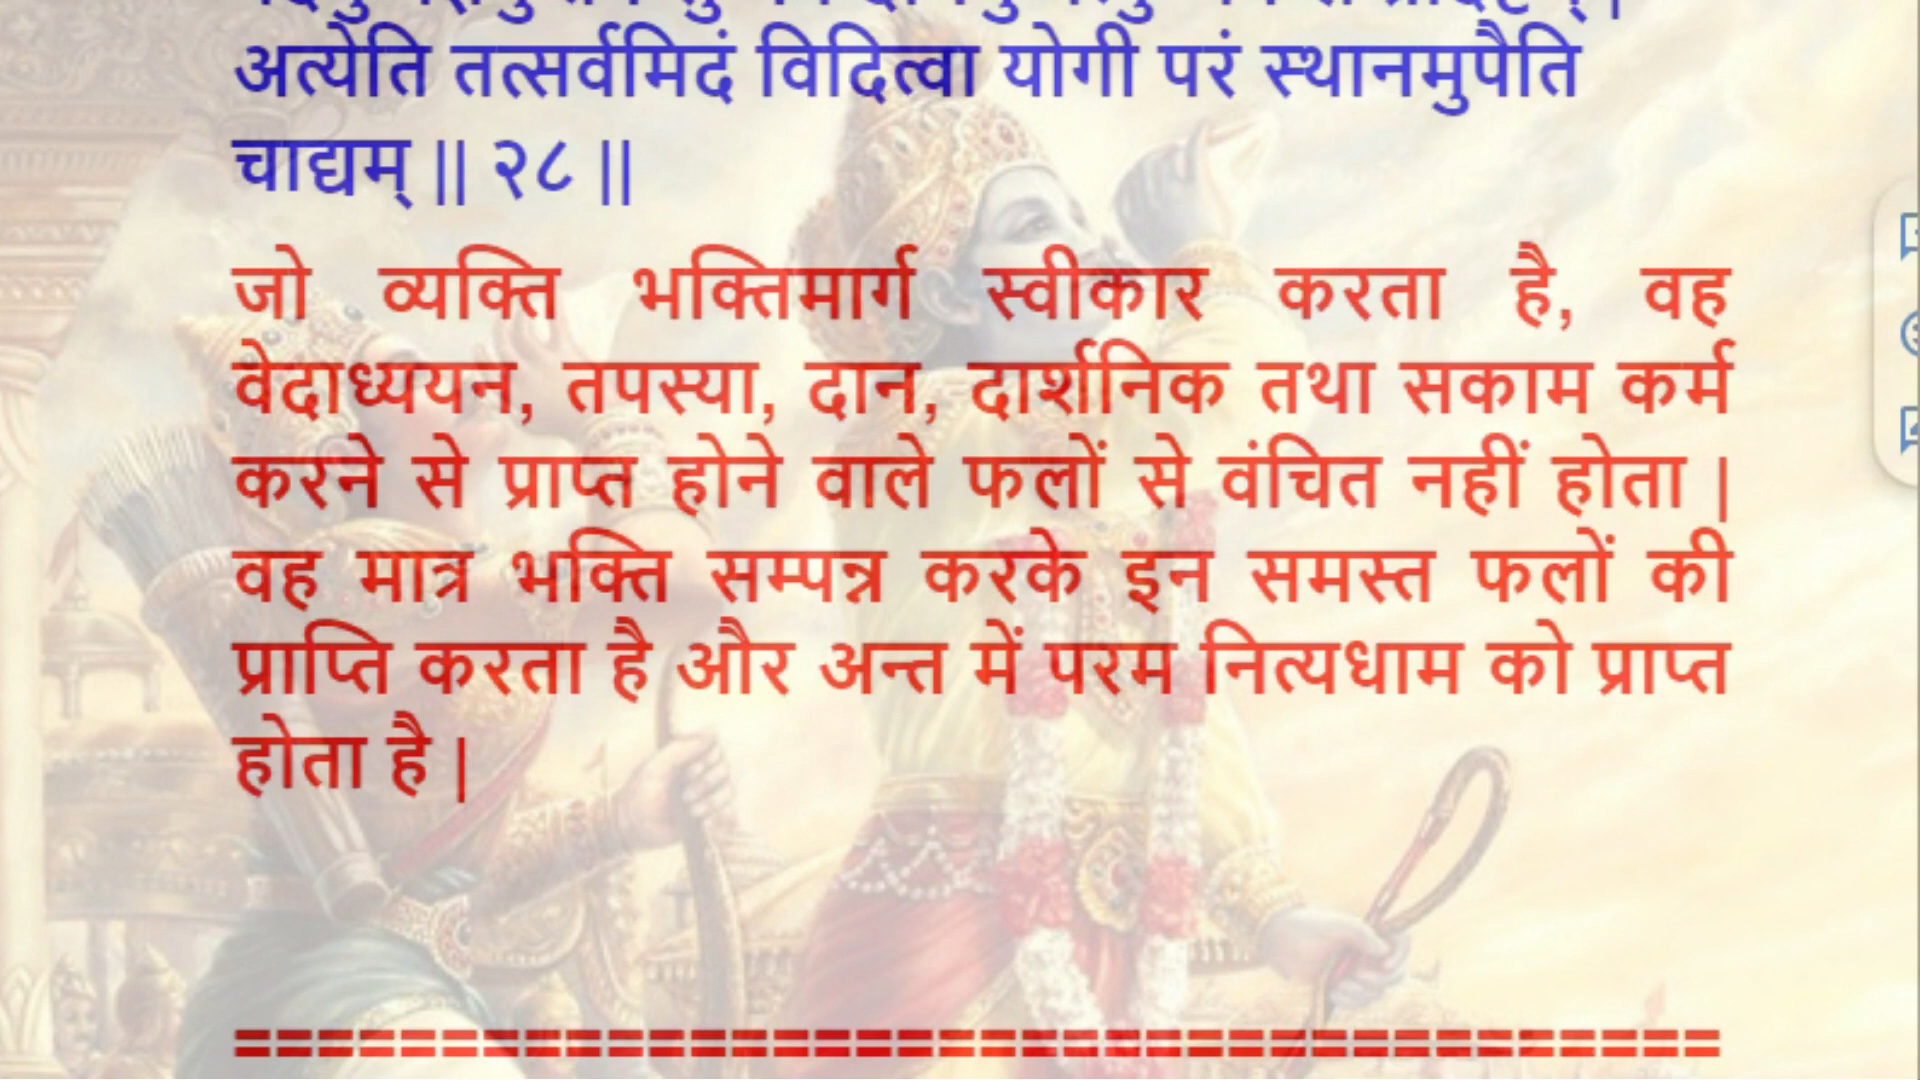 अत्येति तत्सर्वमिदं विदित्वा योगी परं स्थानमुपैति
चाद्यम् || २८ ||
जो व्यक्ति भक्तिमार्ग स्वीकार करता है, वह
वेदाध्ययन, तपस्या, दान, दार्शनिक तथा सकाम कर्म
करने से प्राप्त होने वाले फलों से वंचित नहीं होता |
वह मात्र भक्ति सम्पन्न करके इन समस्त फलों की
प्राप्ति करता है और अन्त में परम नित्यधाम को प्राप्त
होता है |
====================================